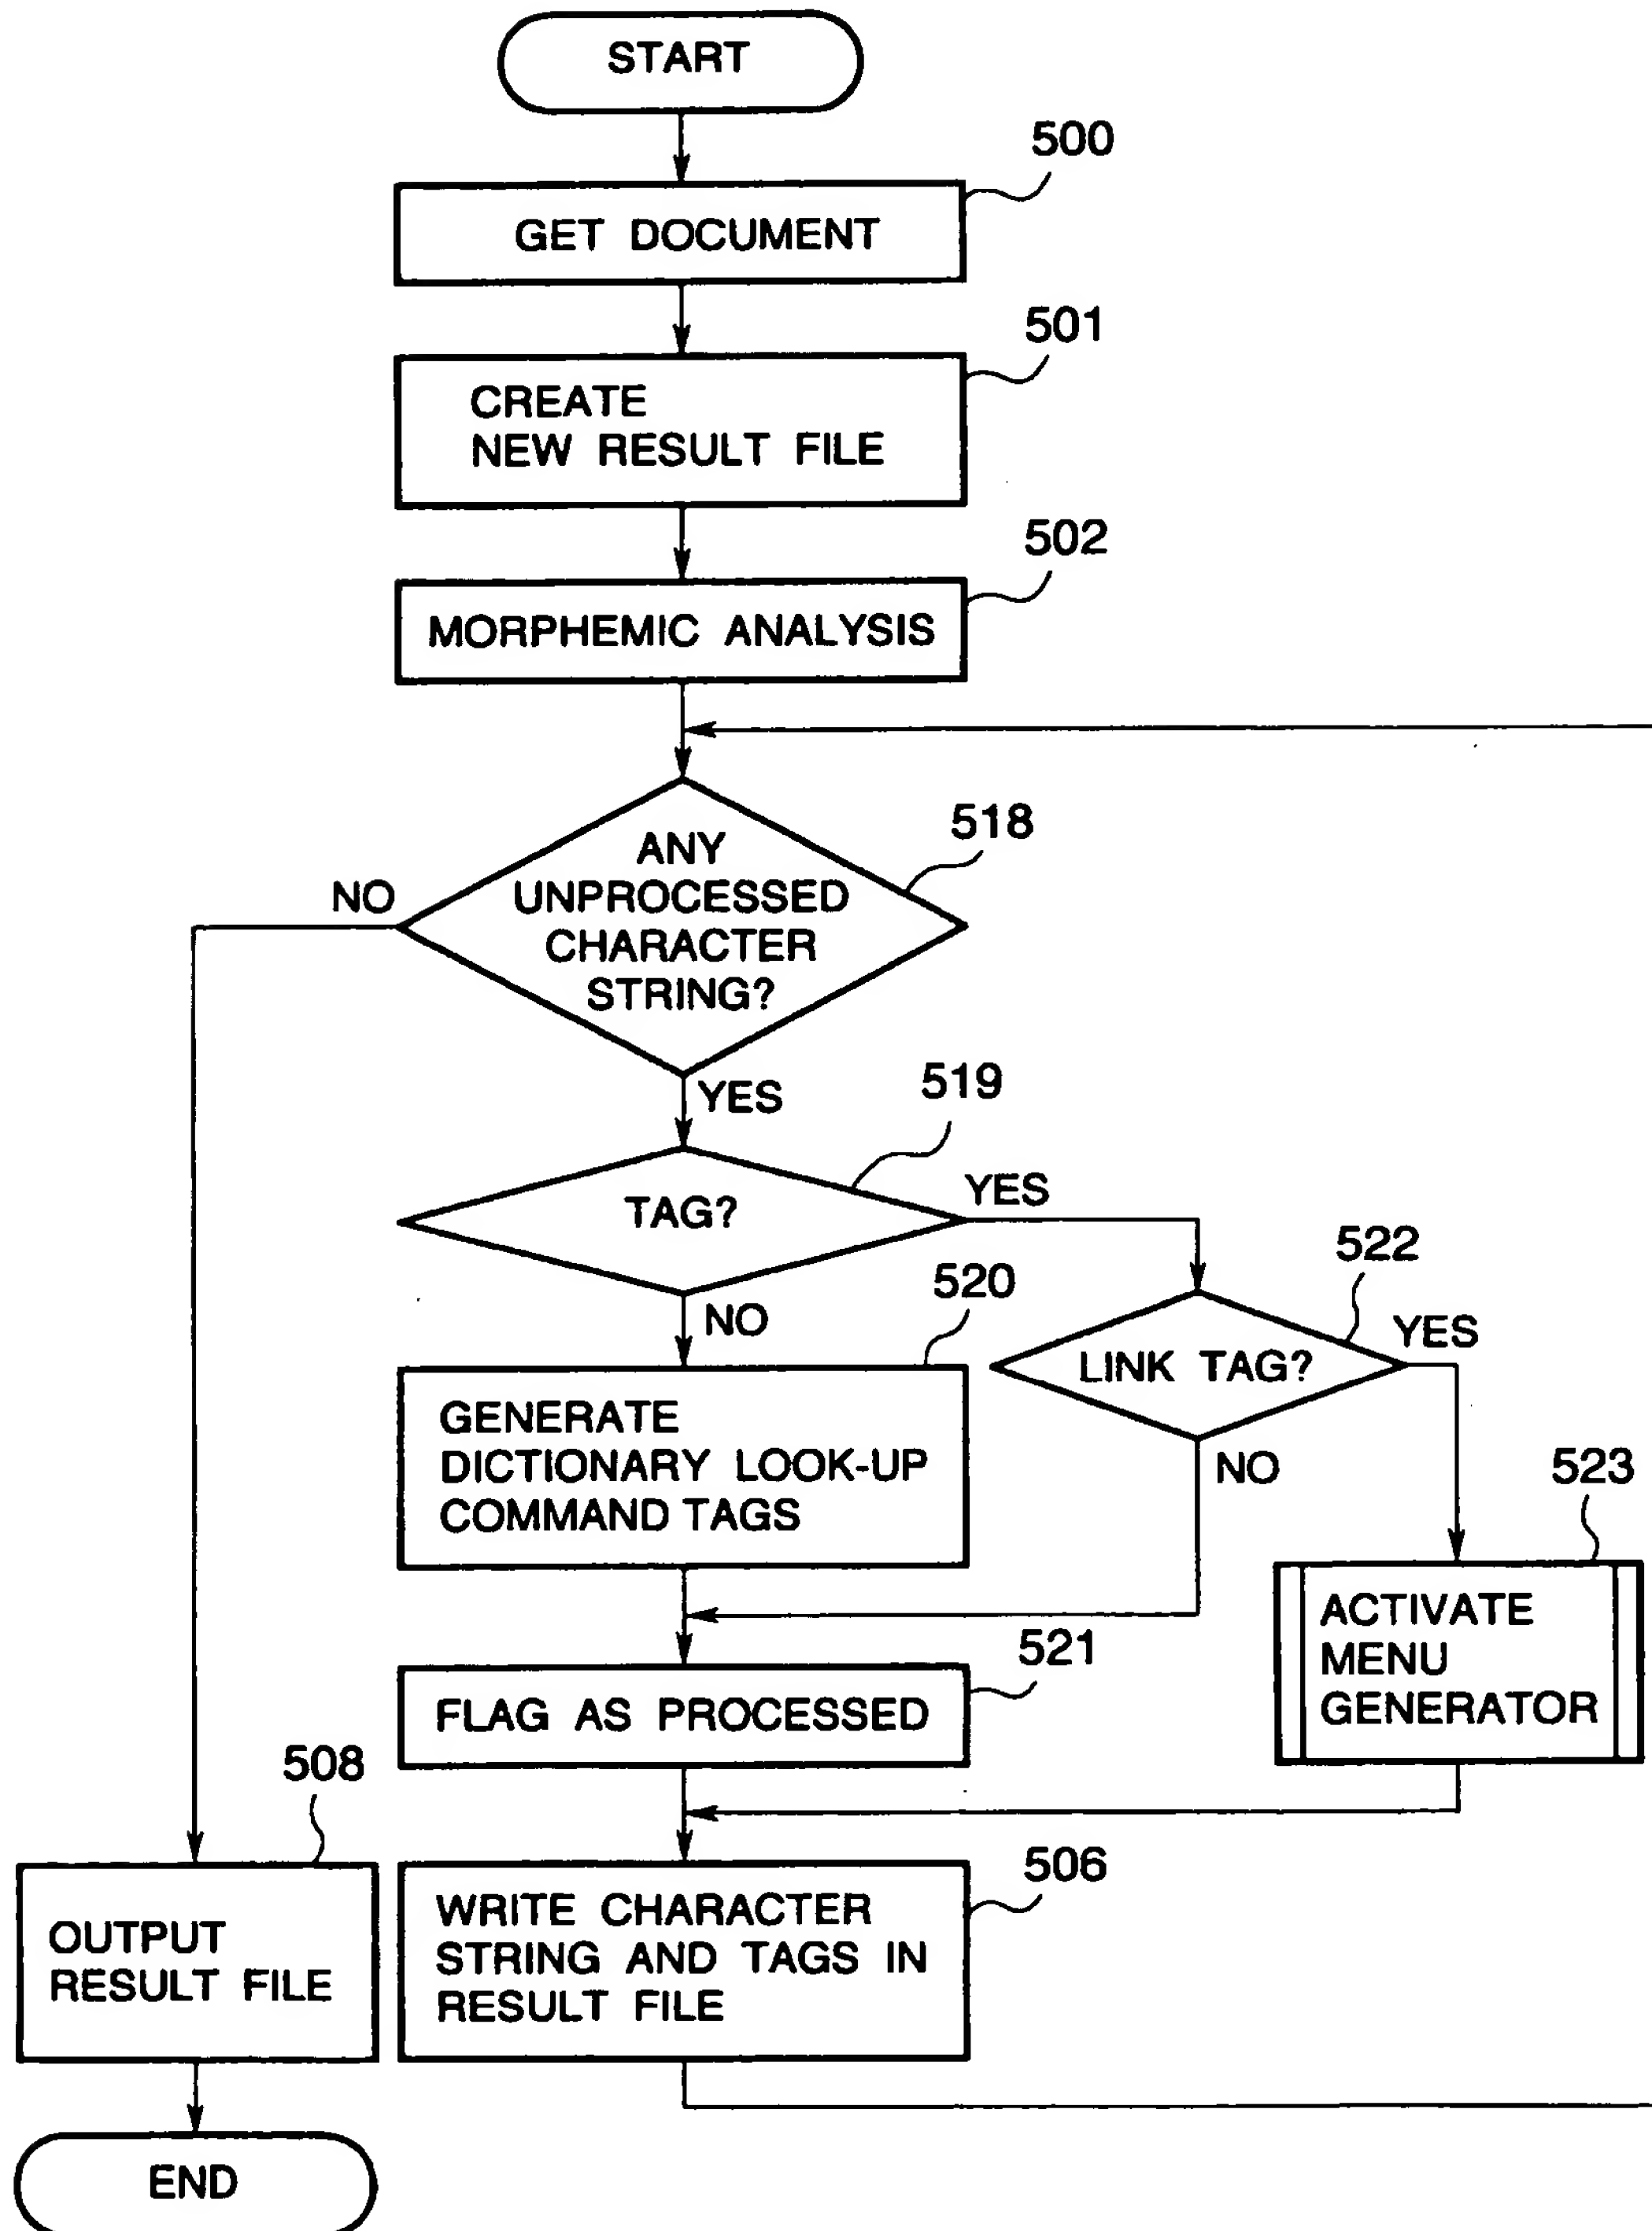 START
500
GET DOCUMENT
501
CREATE
NEW RESULT FILE
502
MORPHEMIC ANALYSIS
518
ANY
UNPROCESSED
CHARACTER
STRING?
NO
YES
519
TAG?
YES
NO
522
LINK TAG?
YES
NO
520
GENERATE
DICTIONARY LOOK-UP
COMMAND TAGS
523
ACTIVATE
MENU
GENERATOR
521
FLAG AS PROCESSED
508
OUTPUT
RESULT FILE
506
WRITE CHARACTER
STRING AND TAGS IN
RESULT FILE
END